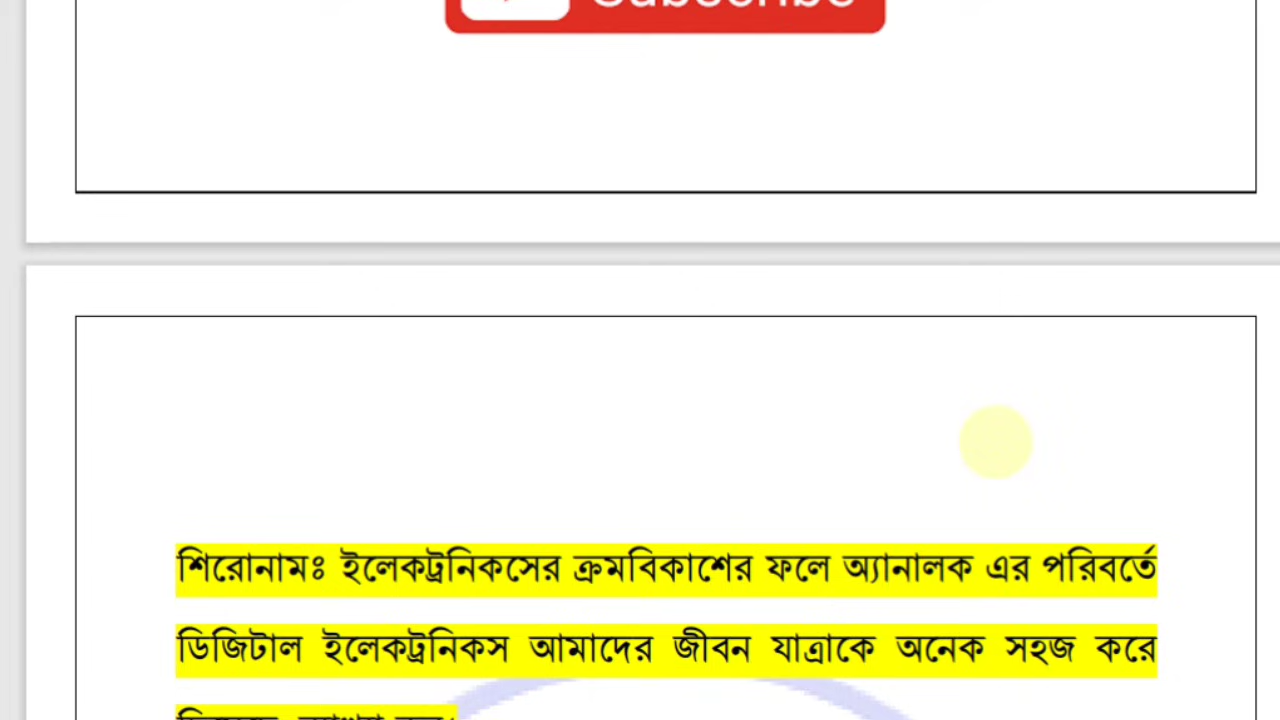 Subscribe
শিরোনামঃ ইলেকট্রনিকসের ক্রমবিকাশের ফলে অ্যানালক এর পরিবর্তে
ডিজিটাল ইলেকট্রনিকস আমাদের জীবন যাত্রাকে অনেক সহজ করে